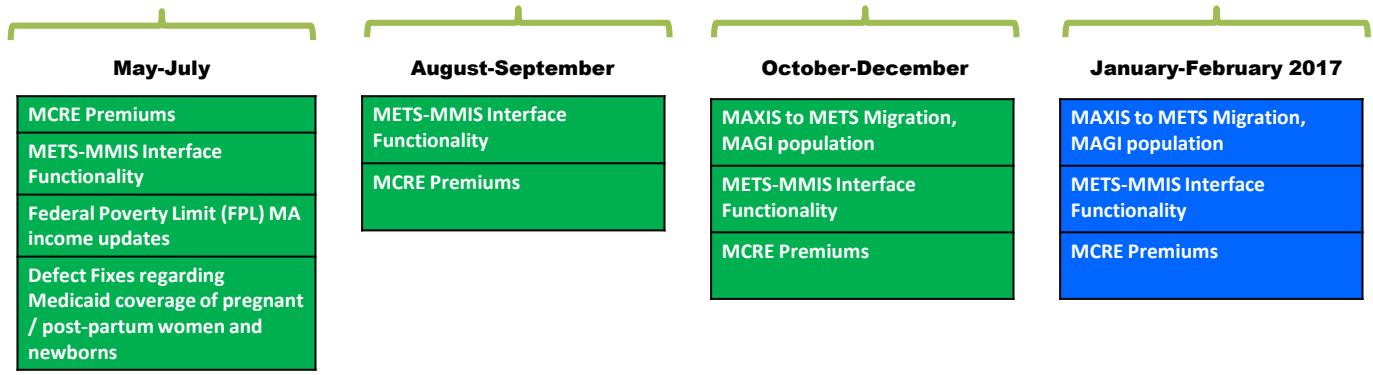 May-July
MCRE Premiums
METS-MMIS Interface
Functionality
Federal Poverty Limit (FPL) MA
income updates
Defect Fixes regarding
Medicaid coverage of pregnant
/ post-partum women and
newborns
August-September
METS-MMIS Interface
Functionality
MCRE Premiums
October-December
MAXIS to METS Migration,
MAGI population
METS-MMIS Interface
Functionality
MCRE Premiums
January-February 2017
MAXIS to METS Migration,
MAGI population
METS-MMIS Interface
Functionality
MCRE Premiums